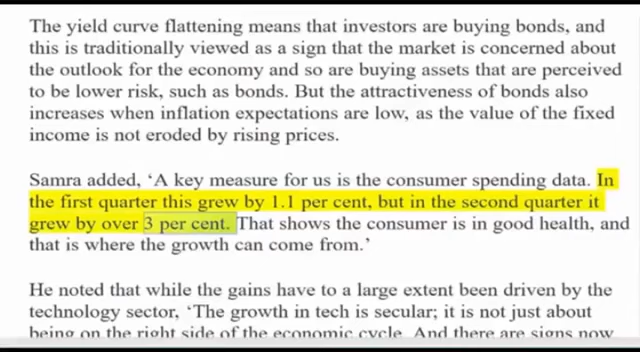 The yield curve flattening means that investors are buying bonds, and
this is traditionally viewed as a sign that the market is concerned about
the outlook for the economy and so are buying assets that are perceived
to be lower risk, such as bonds. But the attractiveness of bonds also
increases when inflation expectations are low, as the value of the fixed
income is not eroded by rising prices.
Samra added, ‘A key measure for us is the consumer spending data. In
the first quarter this grew by 1.1 per cent, but in the second quarter it
grew by over 3 per cent. That shows the consumer is in good health, and
that is where the growth can come from.’
He noted that while the gains have to a large extent been driven by the
technology sector, ‘The growth in tech is secular; it is not just about
being on the right side of the economic cycle. And there are signs now